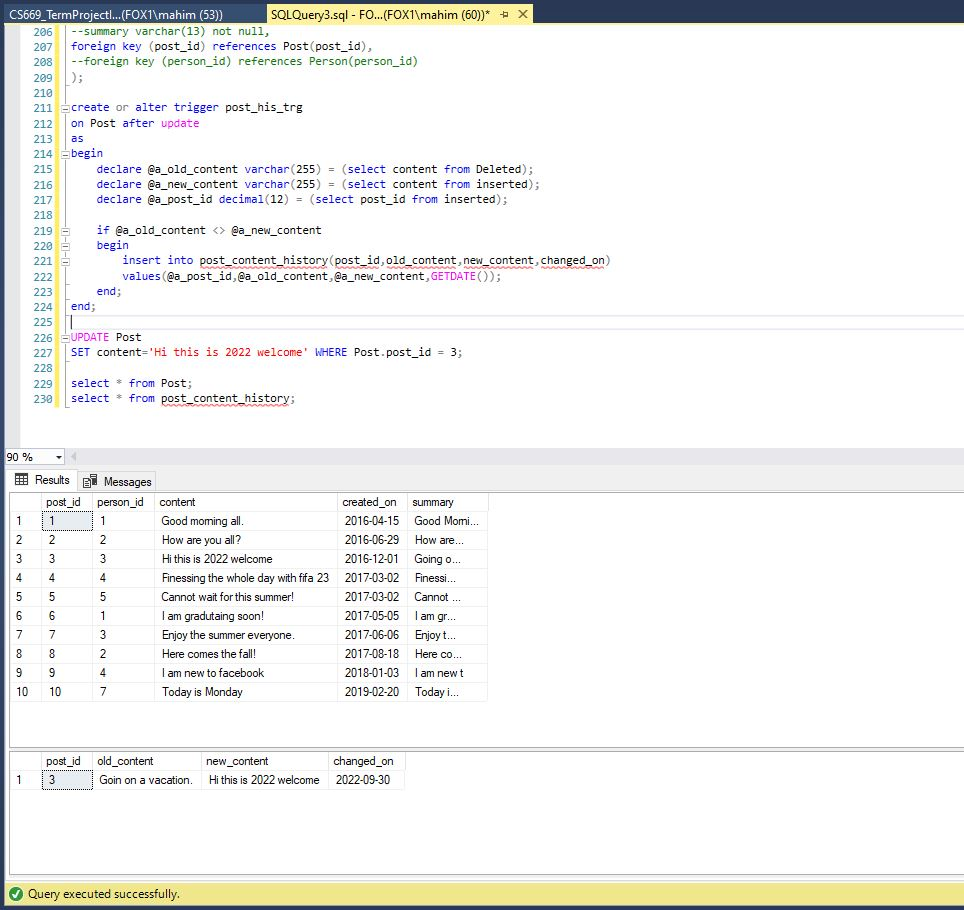 CS669_TermProjectI...(FOX1\mahim (53))    SQLQuery3.sql - FO...(FOX1\mahim (60))*
206 --summary varchar(13) not null,
207 foreign key (post_id) references Post(post_id),
208 --foreign key (person_id) references Person(person_id)
209 );
210
211 create or alter trigger post_his_trg
212 on Post after update
213 as
214 begin
215     declare @a_old_content varchar(255) = (select content from Deleted);
216     declare @a_new_content varchar(255) = (select content from inserted);
217     declare @a_post_id decimal(12) = (select post_id from inserted);
218
219     if @a_old_content <> @a_new_content
220     begin
221         insert into post_content_history(post_id,old_content,new_content,changed_on)
222         values(@a_post_id,@a_old_content,@a_new_content,GETDATE());
223     end;
224 end;
225
226 UPDATE Post
227 SET content='Hi this is 2022 welcome' WHERE Post.post_id = 3;
228
229 select * from Post;
230 select * from post_content_history;
90 %
Results    Messages
post_id person_id content created_on summary
1 1 1 Good morning all. 2016-04-15 Good Morni...
2 2 2 How are you all? 2016-06-29 How are...
3 3 3 Hi this is 2022 welcome 2016-12-01 Going o...
4 4 4 Finessing the whole day with fifa 23 2017-03-02 Finessi...
5 5 5 Cannot wait for this summer! 2017-03-02 Cannot ...
6 6 1 I am gradutaing soon! 2017-05-05 I am gr...
7 7 3 Enjoy the summer everyone. 2017-06-06 Enjoy t...
8 8 2 Here comes the fall! 2017-08-18 Here co...
9 9 4 I am new to facebook 2018-01-03 I am new t
10 10 7 Today is Monday 2019-02-20 Today i...
post_id old_content new_content changed_on
1 3 Goin on a vacation. Hi this is 2022 welcome 2022-09-30
Query executed successfully.